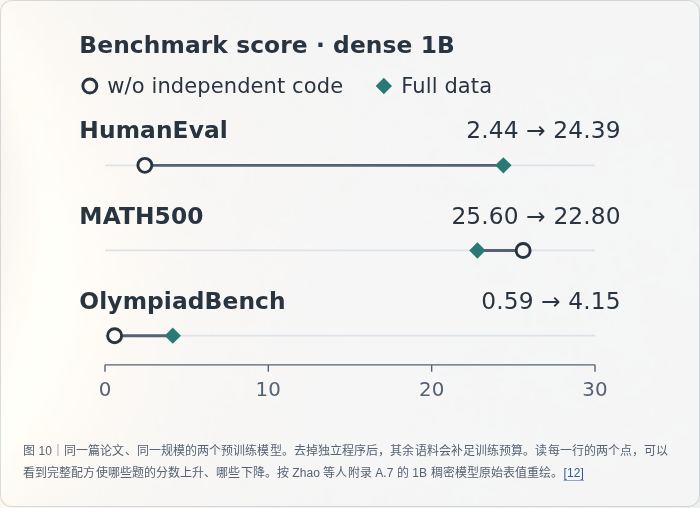 Benchmark score · dense 1B
w/o independent code   Full data
HumanEval   2.44 → 24.39
MATH500   25.60 → 22.80
OlympiadBench   0.59 → 4.15
0   10   20   30
图 10｜同一篇论文、同一规模的两个预训练模型。去掉独立程序后，其余语料会补足训练预算。读每一行的两个点，可以
看到完整配方使哪些题的分数上升、哪些下降。按 Zhao 等人附录 A.7 的 1B 稠密模型原始表值重绘。[12]